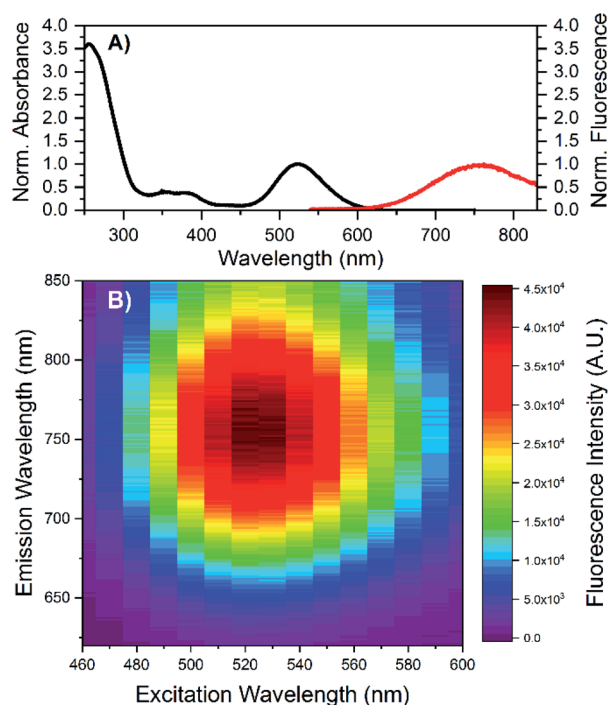 A)
Norm. Absorbance
4.0
3.5
3.0
2.5
2.0
1.5
1.0
0.5
0.0
4.0
3.5
3.0
2.5
2.0
1.5
1.0
0.5
0.0
Norm. Fluorescence
300 400 500 600 700 800
Wavelength (nm)
B)
Emission Wavelength (nm)
850
800
750
700
650
460 480 500 520 540 560 580 600
Excitation Wavelength (nm)
4.5x10⁴
4.0x10⁴
3.5x10⁴
3.0x10⁴
2.5x10⁴
2.0x10⁴
1.5x10⁴
1.0x10⁴
5.0x10³
0.0
Fluorescence Intensity (A.U.)